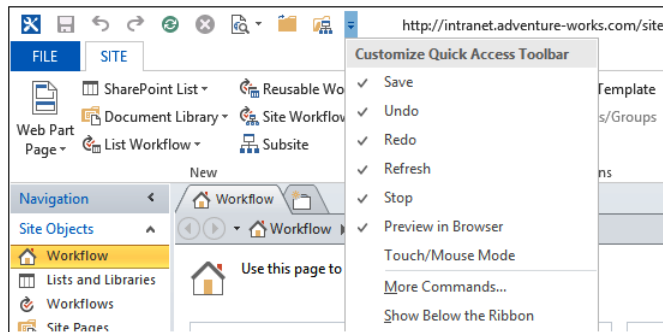 http://intranet.adventure-works.com/site
FILE SITE
Customize Quick Access Toolbar
Save
Undo
Redo
Refresh
Stop
Preview in Browser
Touch/Mouse Mode
More Commands...
Show Below the Ribbon
Web Part
Page
SharePoint List
Document Library
List Workflow
Reusable Wo
Site Workflow
Subsite
New
Template
s/Groups
ns
Navigation
Site Objects
Workflow
Lists and Libraries
Workflows
Site Pages
Workflow
Workflow
Use this page to